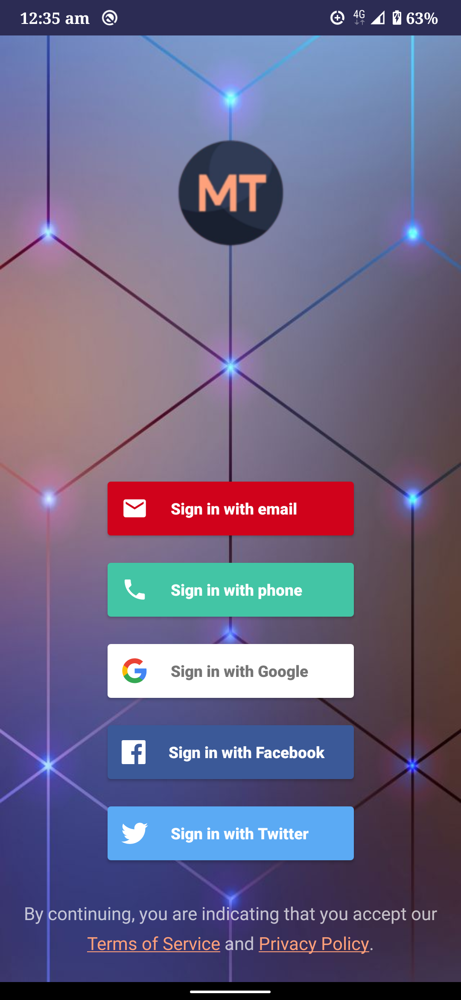 12:35 am
4G
63%
MT
Sign in with email
Sign in with phone
Sign in with Google
Sign in with Facebook
Sign in with Twitter
By continuing, you are indicating that you accept our
Terms of Service and Privacy Policy.